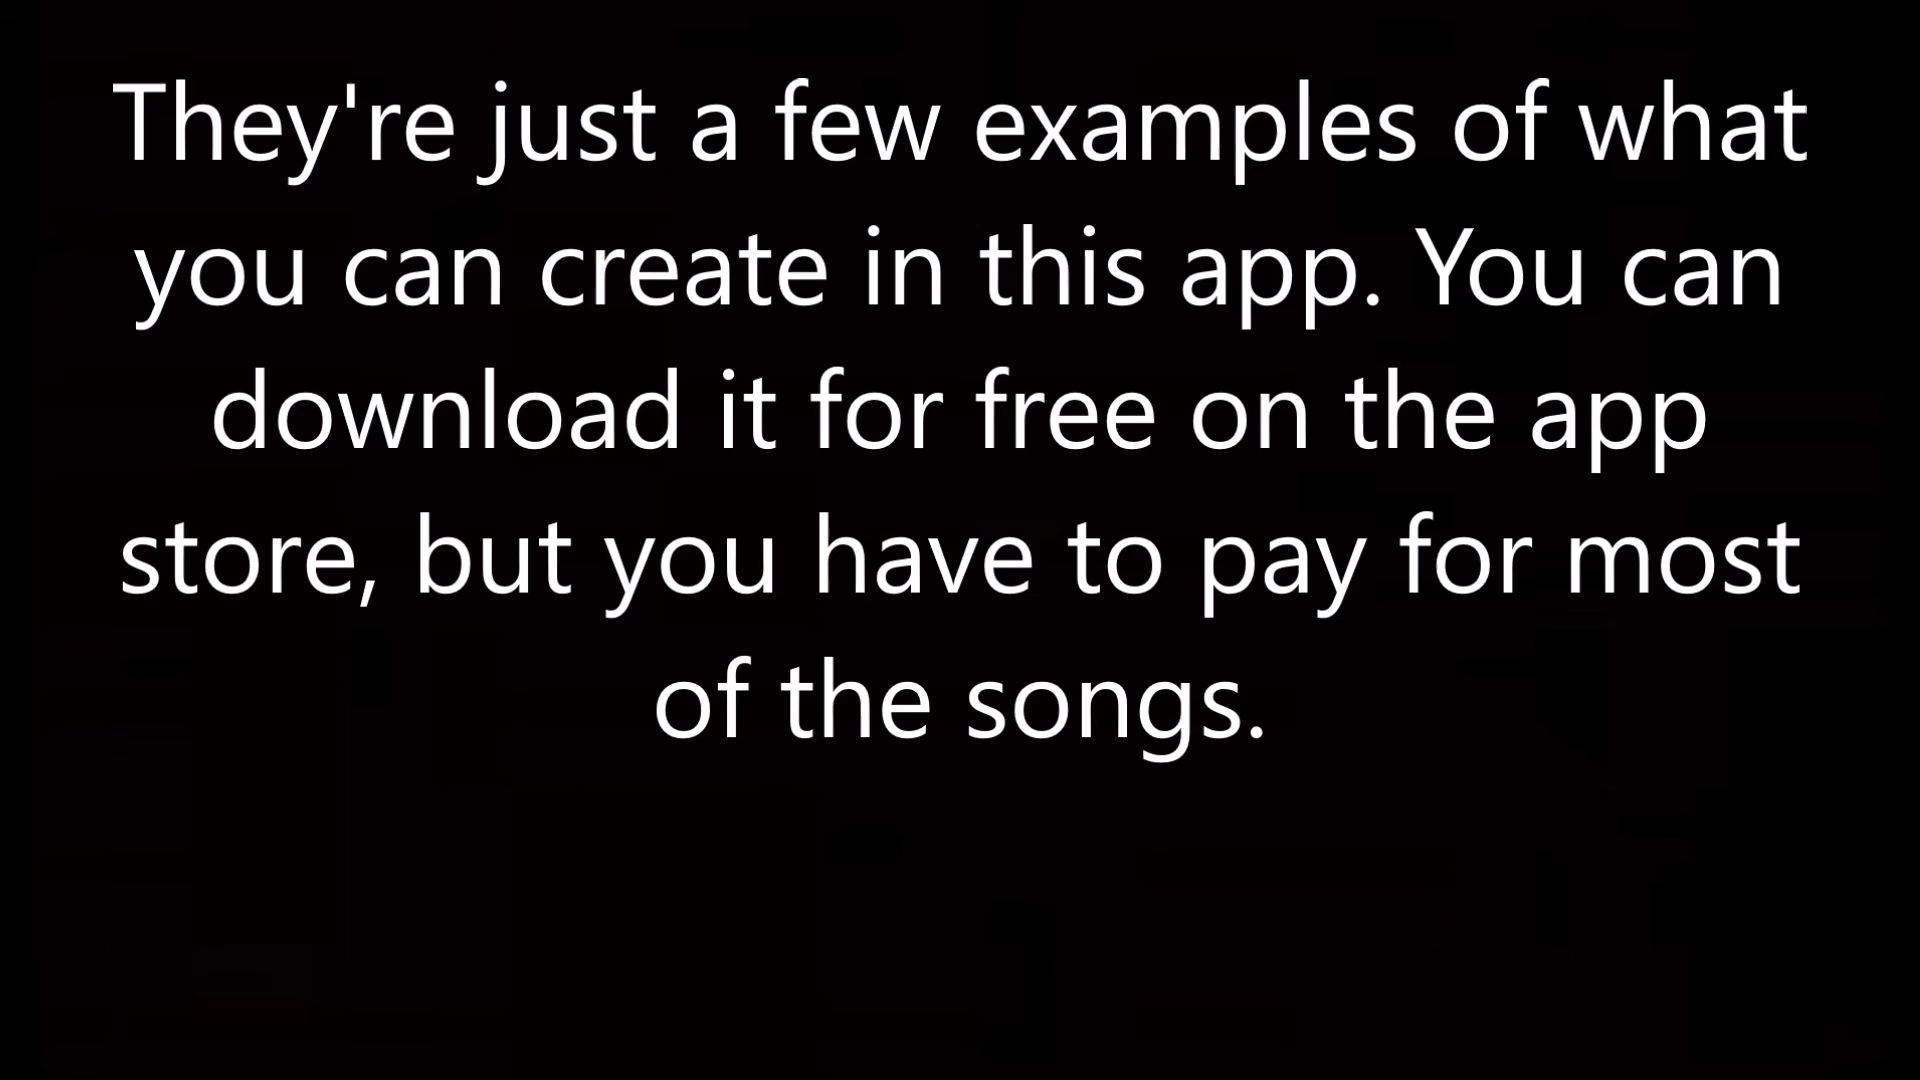 They're just a few examples of what
you can create in this app. You can
download it for free on the app
store, but you have to pay for most
of the songs.